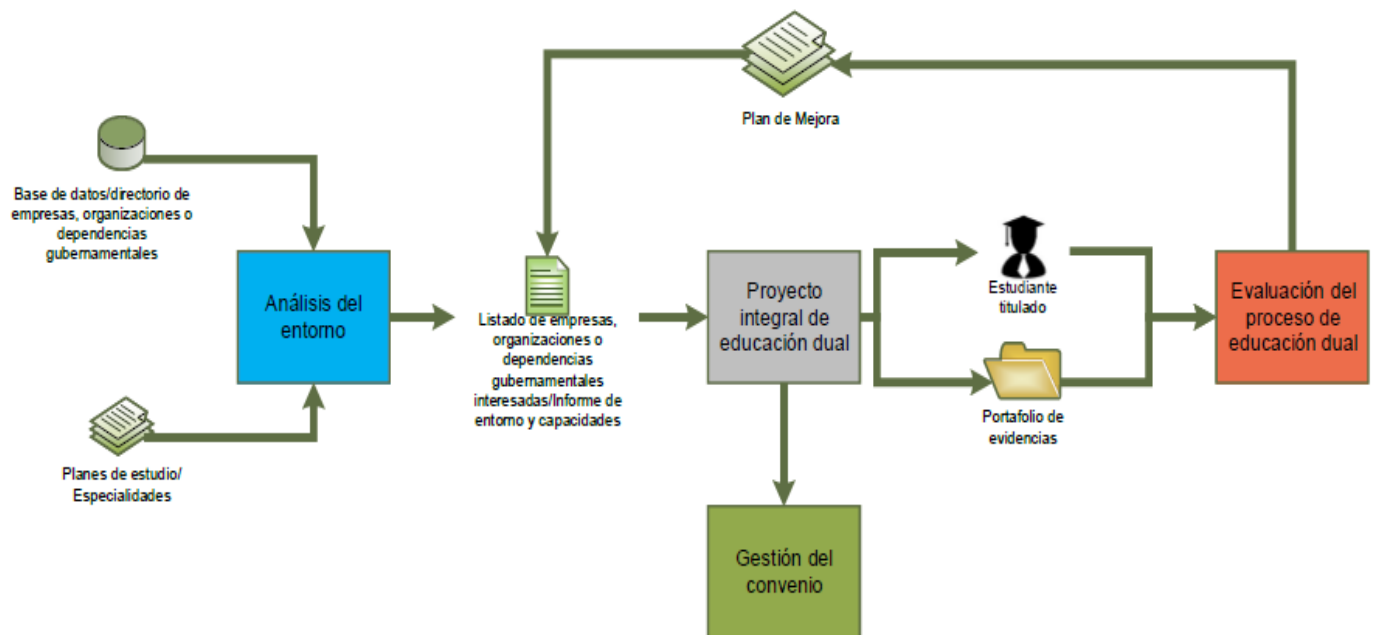 Plan de Mejora
Base de datos/directorio de
empresas, organizaciones o
dependencias
gubernamentales
Análisis del
entorno
Planes de estudio/
Especialidades
Listado de empresas,
organizaciones o
dependencias
gubernamentales
interesadas/Informe de
entorno y capacidades
Proyecto
integral de
educación dual
Gestión del
convenio
Estudiante
titulado
Portafolio de
evidencias
Evaluación del
proceso de
educación dual